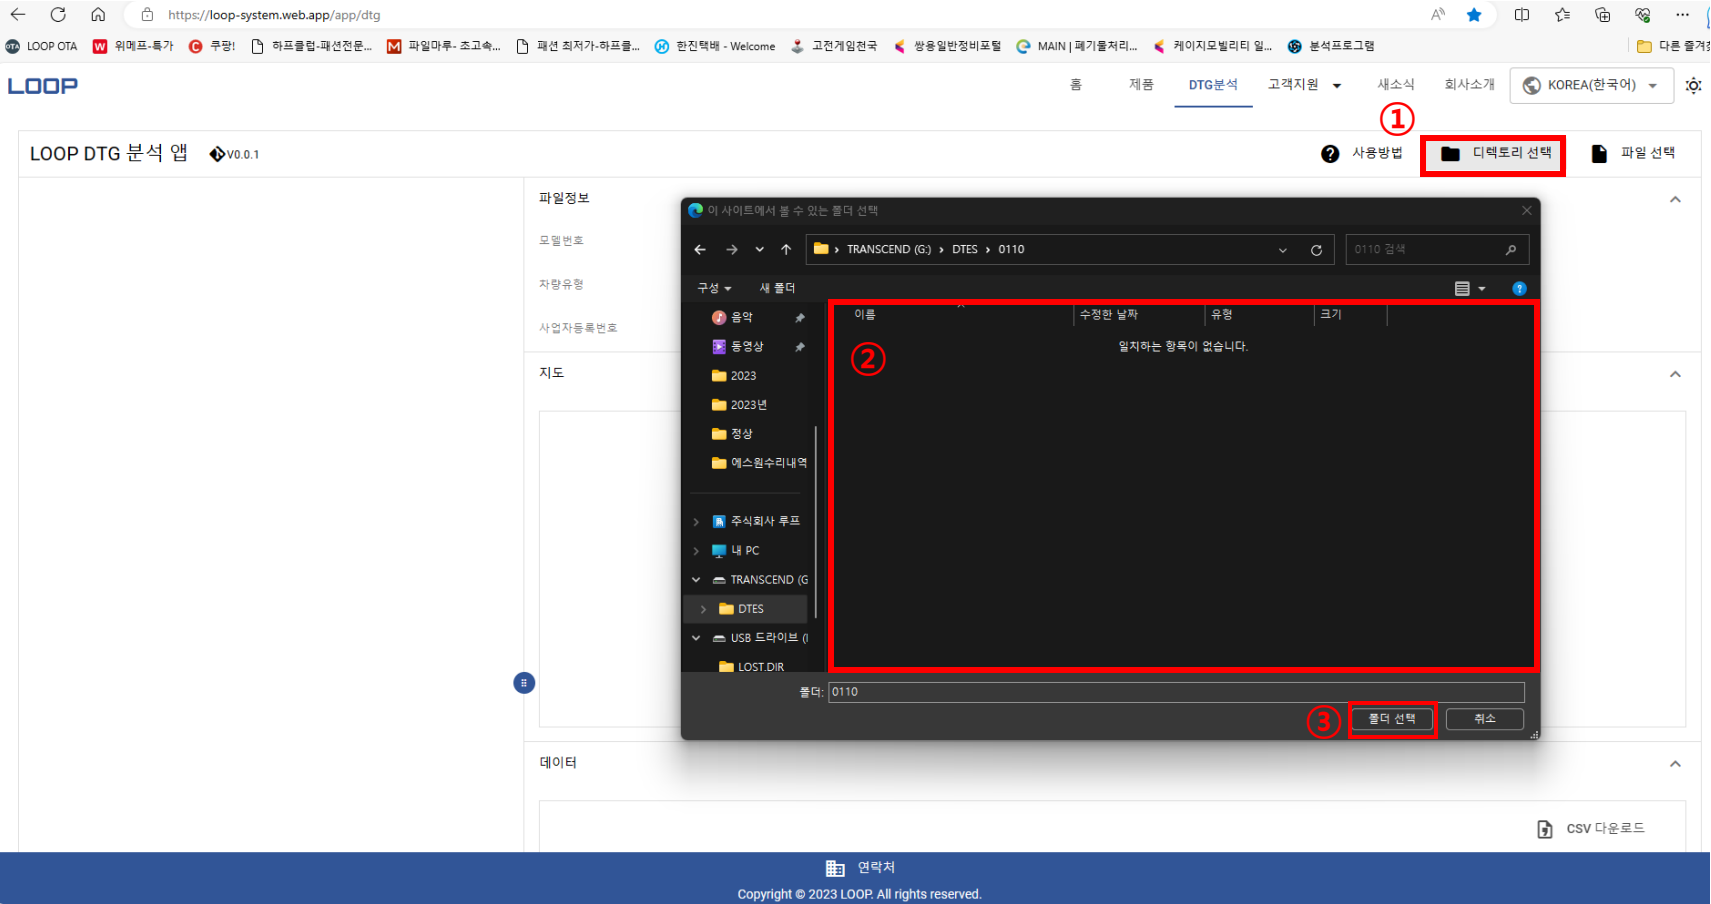 https://loop-system.web.app/app/dtg
LOOP OTA
위메프-특가
쿠팡!
하프클럽-패션전문...
파일마루- 초고속...
패션 최저가-하프클...
한진택배 - Welcome
고전게임천국
쌍용일반정비포털
MAIN | 폐기물처리...
케이지모빌리티 일...
분석프로그램
다른 즐겨찾
LOOP
홈
제품
DTG분석
고객지원
새소식
회사소개
KOREA(한국어)
①
LOOP DTG 분석 앱
V0.0.1
사용방법
디렉토리 선택
파일 선택
파일정보
모델번호
차량유형
사업자등록번호
지도
이 사이트에서 볼 수 있는 폴더 선택
TRANSCEND (G:) › DTES › 0110
0110 검색
구성
새 폴더
음악
동영상
2023
2023년
정상
에스원수리내역
주식회사 루프
내 PC
TRANSCEND (G
DTES
USB 드라이브 (
LOST.DIR
이름
수정한 날짜
유형
크기
②
일치하는 항목이 없습니다.
폴더:
0110
③
폴더 선택
취소
데이터
CSV 다운로드
연락처
Copyright © 2023 LOOP. All rights reserved.